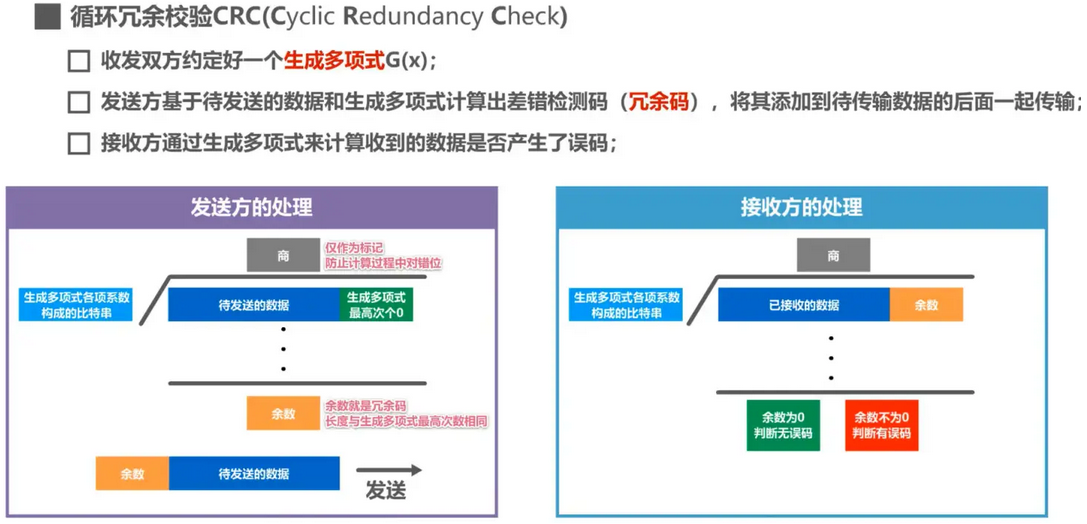 循环冗余校验CRC(Cyclic Redundancy Check)
收发双方约定好一个生成多项式G(x)；
发送方基于待发送的数据和生成多项式计算出差错检测码（冗余码），将其添加到待传输数据的后面一起传输；
接收方通过生成多项式来计算收到的数据是否产生了误码；
发送方的处理
商
仅作为标记
防止计算过程中对错位
生成多项式各项系数
构成的比特串
待发送的数据
生成多项式
最高次个0
余数
余数就是冗余码
长度与生成多项式最高次数相同
余数
待发送的数据
发送
接收方的处理
商
生成多项式各项系数
构成的比特串
已接收的数据
余数
余数为0
判断无误码
余数不为0
判断有误码